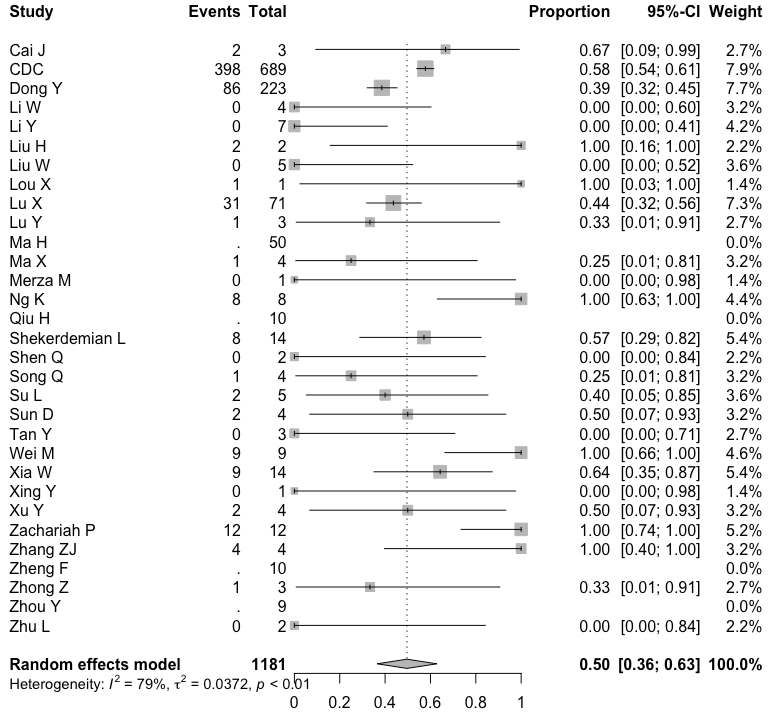 Study Events Total Proportion 95%-CI Weight
Cai J 2 3 0.67 [0.09; 0.99] 2.7%
CDC 398 689 0.58 [0.54; 0.61] 7.9%
Dong Y 86 223 0.39 [0.32; 0.45] 7.7%
Li W 0 4 0.00 [0.00; 0.60] 3.2%
Li Y 0 7 0.00 [0.00; 0.41] 4.2%
Liu H 2 2 1.00 [0.16; 1.00] 2.2%
Liu W 0 5 0.00 [0.00; 0.52] 3.6%
Lou X 1 1 1.00 [0.03; 1.00] 1.4%
Lu X 31 71 0.44 [0.32; 0.56] 7.3%
Lu Y 1 3 0.33 [0.01; 0.91] 2.7%
Ma H . 50 0.0%
Ma X 1 4 0.25 [0.01; 0.81] 3.2%
Merza M 0 1 0.00 [0.00; 0.98] 1.4%
Ng K 8 8 1.00 [0.63; 1.00] 4.4%
Qiu H . 10 0.0%
Shekerdemian L 8 14 0.57 [0.29; 0.82] 5.4%
Shen Q 0 2 0.00 [0.00; 0.84] 2.2%
Song Q 1 4 0.25 [0.01; 0.81] 3.2%
Su L 2 5 0.40 [0.05; 0.85] 3.6%
Sun D 2 4 0.50 [0.07; 0.93] 3.2%
Tan Y 0 3 0.00 [0.00; 0.71] 2.7%
Wei M 9 9 1.00 [0.66; 1.00] 4.6%
Xia W 9 14 0.64 [0.35; 0.87] 5.4%
Xing Y 0 1 0.00 [0.00; 0.98] 1.4%
Xu Y 2 4 0.50 [0.07; 0.93] 3.2%
Zachariah P 12 12 1.00 [0.74; 1.00] 5.2%
Zhang ZJ 4 4 1.00 [0.40; 1.00] 3.2%
Zheng F . 10 0.0%
Zhong Z 1 3 0.33 [0.01; 0.91] 2.7%
Zhou Y . 9 0.0%
Zhu L 0 2 0.00 [0.00; 0.84] 2.2%
Random effects model 1181 0.50 [0.36; 0.63] 100.0%
Heterogeneity: I² = 79%, τ² = 0.0372, p < 0.01
0 0.2 0.4 0.6 0.8 1